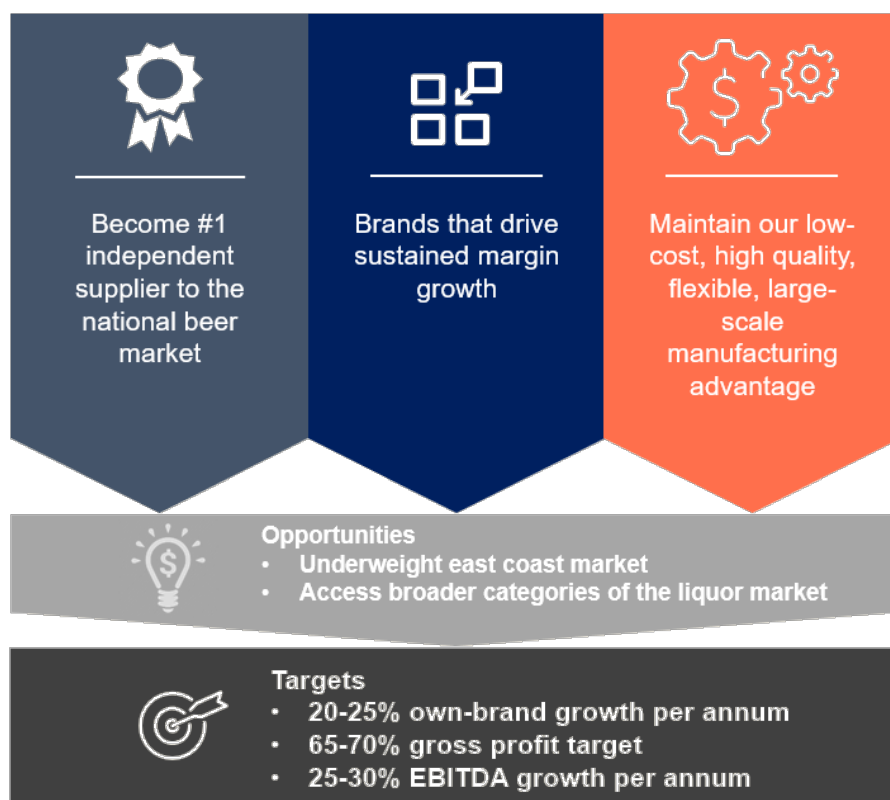 Become #1
independent
supplier to the
national beer
market
Brands that drive
sustained margin
growth
$
Maintain our low-
cost, high quality,
flexible, large-
scale
manufacturing
advantage
$
Opportunities
• Underweight east coast market
• Access broader categories of the liquor market
Targets
• 20-25% own-brand growth per annum
• 65-70% gross profit target
• 25-30% EBITDA growth per annum